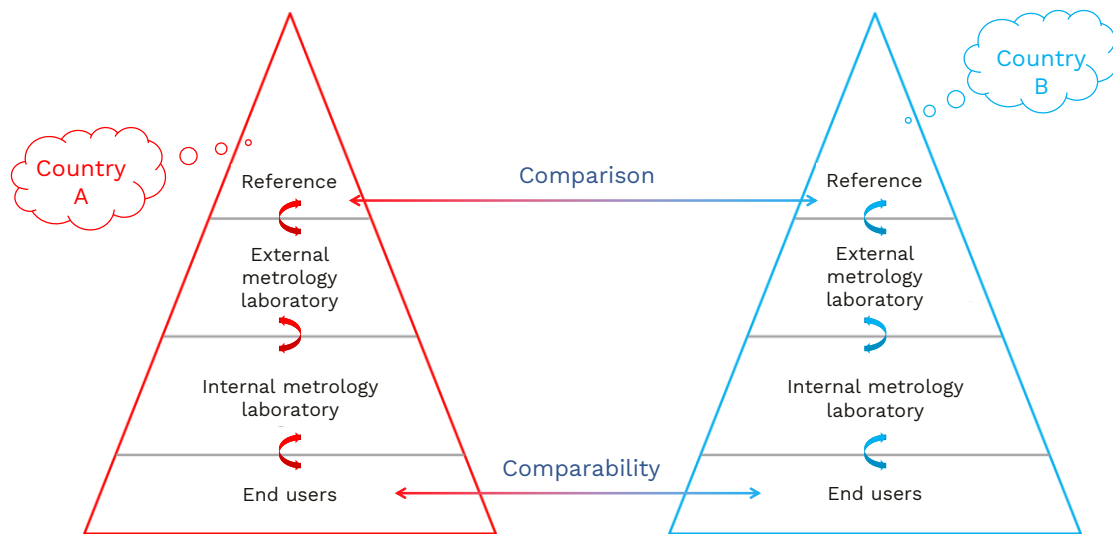 Country
A
Country
B
Comparison
Reference
Reference
External
metrology
laboratory
External
metrology
laboratory
Internal metrology
laboratory
Internal metrology
laboratory
Comparability
End users
End users